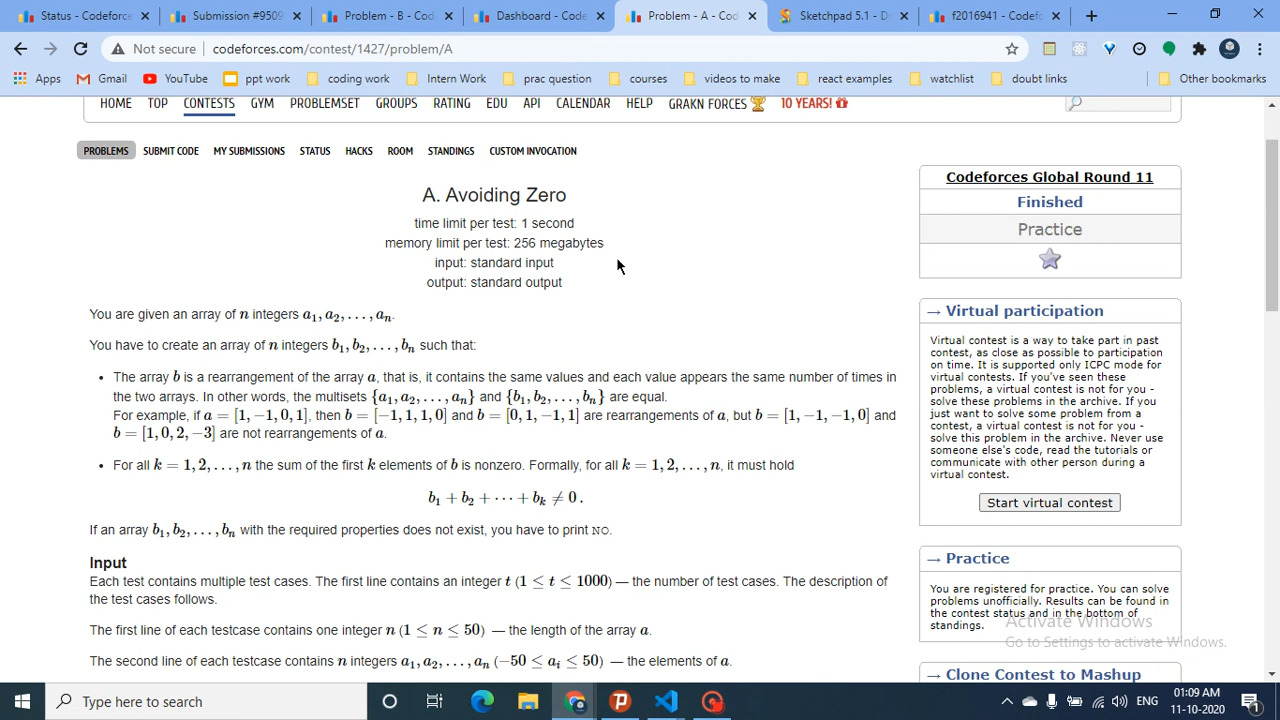 Status - Codeforc
Submission #9509
Problem - B - Cod
Dashboard - Code
Problem - A - Cod
Sketchpad 5.1 - D
f2016941 - Codef
Not secure
codeforces.com/contest/1427/problem/A
Apps
Gmail
YouTube
ppt work
coding work
Intern Work
prac question
courses
videos to make
react examples
watchlist
doubt links
Other bookmarks
HOME TOP CONTESTS GYM PROBLEMSET GROUPS RATING EDU API CALENDAR HELP GRAKN FORCES 10 YEARS!
PROBLEMS SUBMIT CODE MY SUBMISSIONS STATUS HACKS ROOM STANDINGS CUSTOM INVOCATION
A. Avoiding Zero
time limit per test: 1 second
memory limit per test: 256 megabytes
input: standard input
output: standard output
You are given an array of n integers a1, a2, …, an.
You have to create an array of n integers b1, b2, …, bn such that:
• The array b is a rearrangement of the array a, that is, it contains the same values and each value appears the same number of times in
the two arrays. In other words, the multisets {a1, a2, …, an} and {b1, b2, …, bn} are equal.
For example, if a = [1, −1, 0, 1], then b = [−1, 1, 1, 0] and b = [0, 1, −1, 1] are rearrangements of a, but b = [1, −1, −1, 0] and
b = [1, 0, 2, −3] are not rearrangements of a.
• For all k = 1, 2, …, n the sum of the first k elements of b is nonzero. Formally, for all k = 1, 2, …, n, it must hold
b1 + b2 + ⋯ + bk ≠ 0.
If an array b1, b2, …, bn with the required properties does not exist, you have to print NO.
Input
Each test contains multiple test cases. The first line contains an integer t (1 ≤ t ≤ 1000) — the number of test cases. The description of
the test cases follows.
The first line of each testcase contains one integer n (1 ≤ n ≤ 50) — the length of the array a.
The second line of each testcase contains n integers a1, a2, …, an (−50 ≤ ai ≤ 50) — the elements of a.
Codeforces Global Round 11
Finished
Practice
→ Virtual participation
Virtual contest is a way to take part in past
contest, as close as possible to participation
on time. It is supported only ICPC mode for
virtual contests. If you've seen these
problems, a virtual contest is not for you -
solve these problems in the archive. If you
just want to solve some problem from a
contest, a virtual contest is not for you -
solve this problem in the archive. Never use
someone else's code, read the tutorials or
communicate with other person during a
virtual contest.
Start virtual contest
→ Practice
You are registered for practice. You can solve
problems unofficially. Results can be found
in the contest status and in the bottom of
standings.
Activate Windows
Go to Settings to activate Windows.
→ Clone Contest to Mashup
Type here to search
ENG
01:09 AM
11-10-2020
1